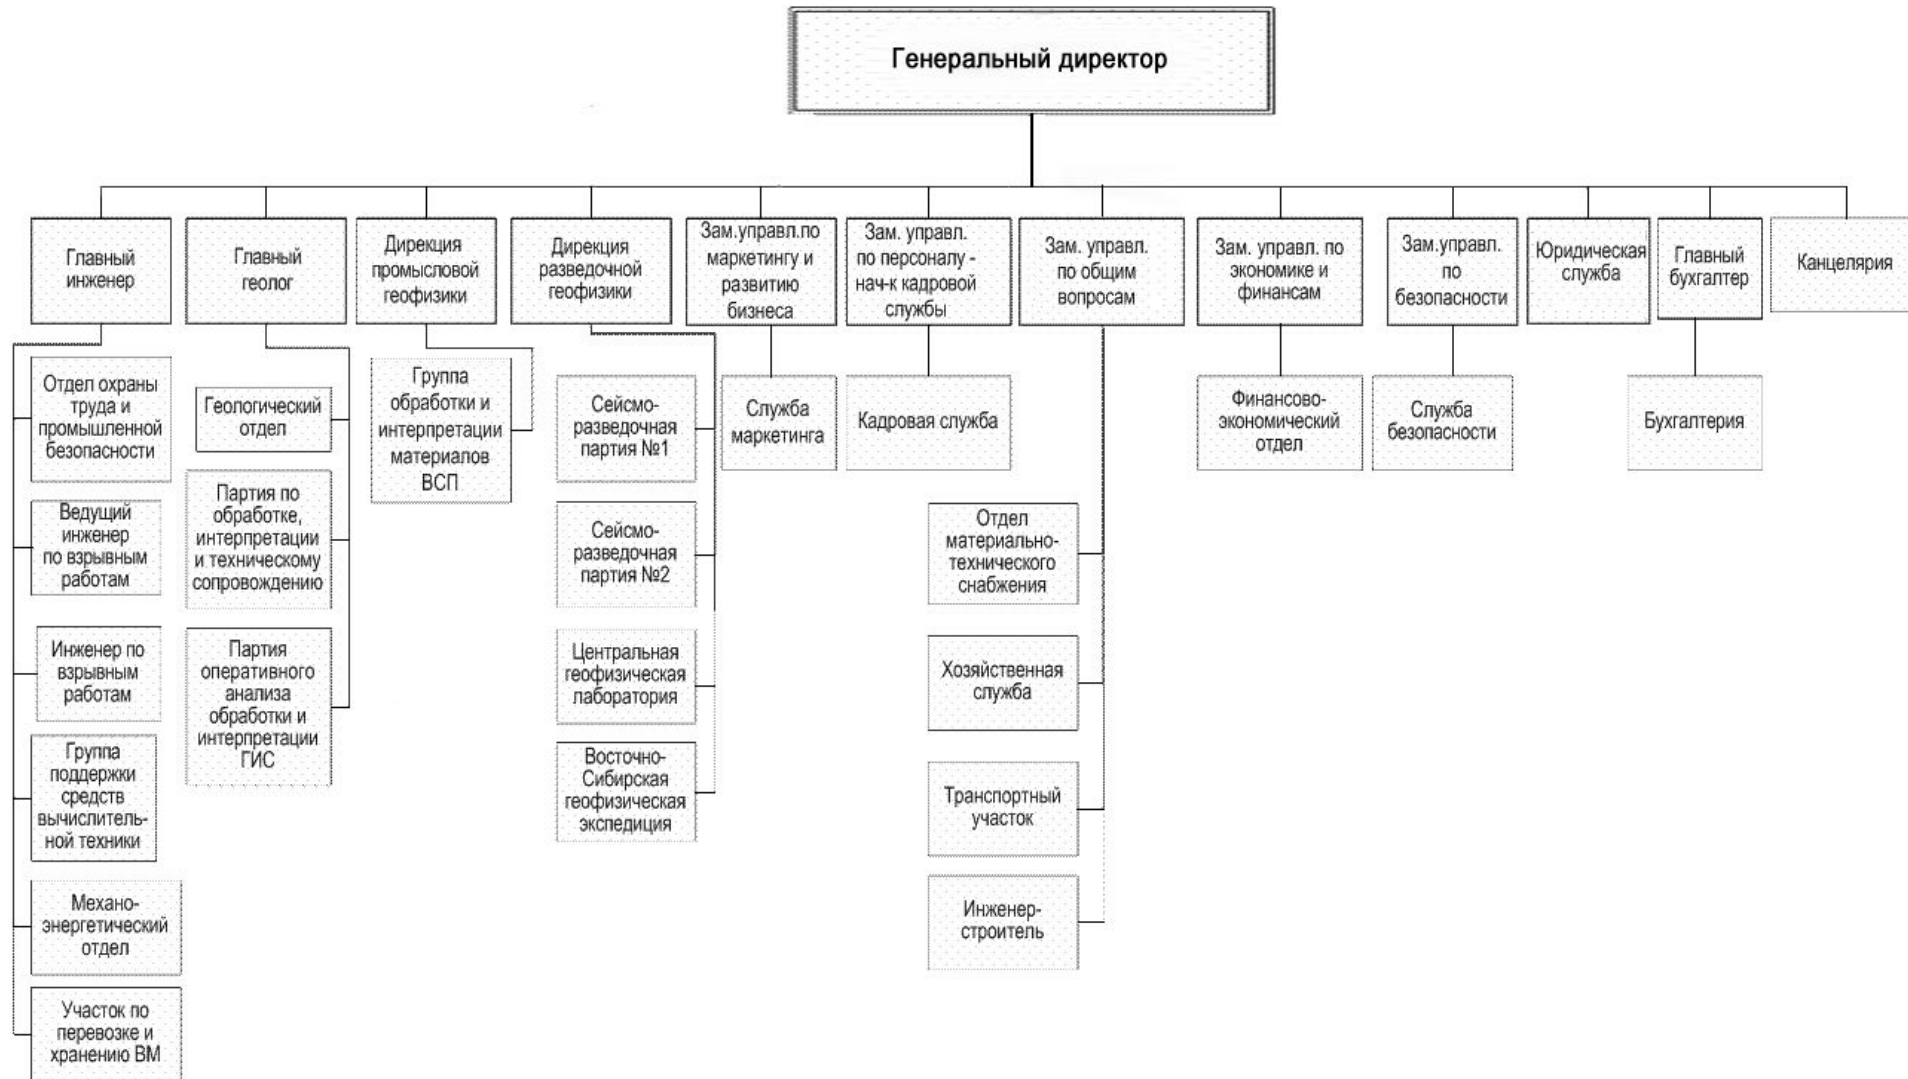 Генеральный директор
Главный
инженер
Главный
геолог
Дирекция
промысловой
геофизики
Дирекция
разведочной
геофизики
Зам.управл.по
маркетингу и
развитию
бизнеса
Зам. управл.
по персоналу -
нач-к кадровой
службы
Зам. управл.
по общим
вопросам
Зам. управл. по
экономике и
финансам
Зам.управл.
по
безопасности
Юридическая
служба
Главный
бухгалтер
Канцелярия
Отдел охраны
труда и
промышленной
безопасности
Ведущий
инженер
по взрывным
работам
Инженер по
взрывным
работам
Группа
поддержки
средств
вычислитель-
ной техники
Механо-
энергетический
отдел
Участок по
перевозке и
хранению ВМ
Геологический
отдел
Партия по
обработке,
интерпретации
и техническому
сопровождению
Партия
оперативного
анализа
обработки и
интерпретации
ГИС
Группа
обработки и
интерпретации
материалов
ВСП
Сейсмо-
разведочная
партия №1
Сейсмо-
разведочная
партия №2
Центральная
геофизическая
лаборатория
Восточно-
Сибирская
геофизическая
экспедиция
Служба
маркетинга
Кадровая служба
Отдел
материально-
технического
снабжения
Хозяйственная
служба
Транспортный
участок
Инженер-
строитель
Финансово-
экономический
отдел
Служба
безопасности
Бухгалтерия